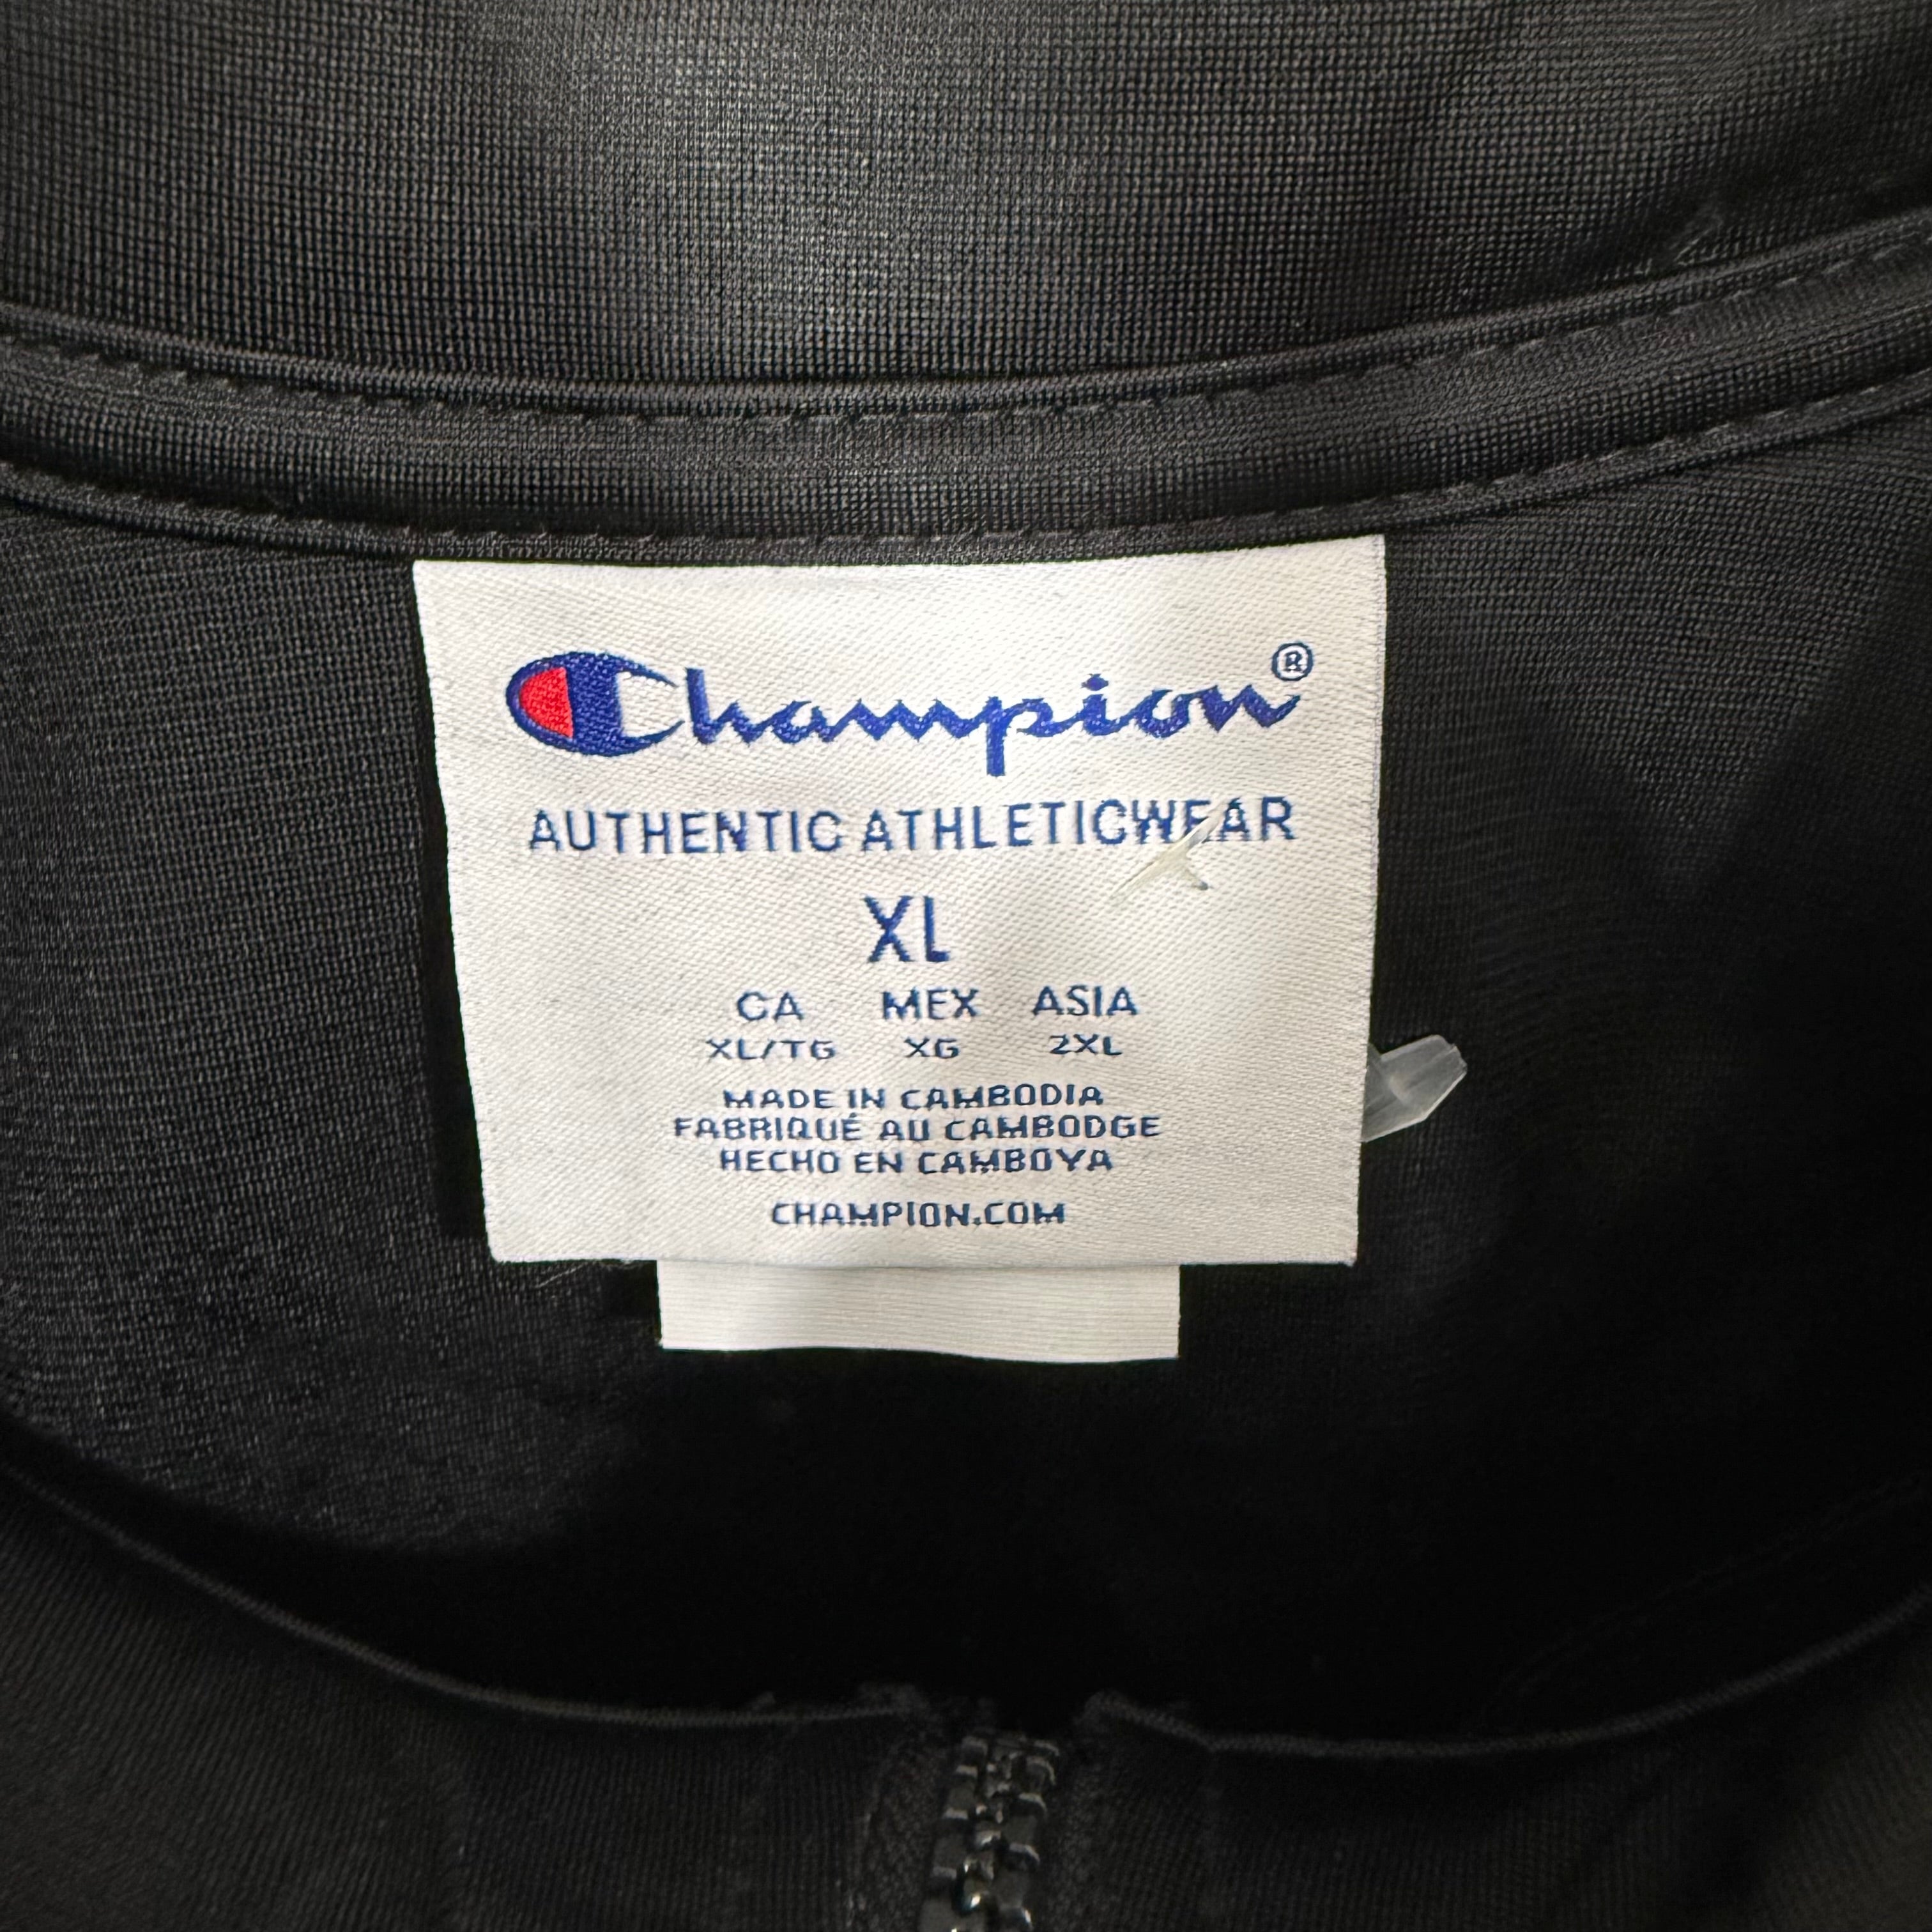 Champion®
AUTHENTIC ATHLETICWEAR
XL
CA MEX ASIA
XL/TG XG 2XL
MADE IN CAMBODIA
FABRIQUÉ AU CAMBODGE
HECHO EN CAMBOYA
CHAMPION.COM